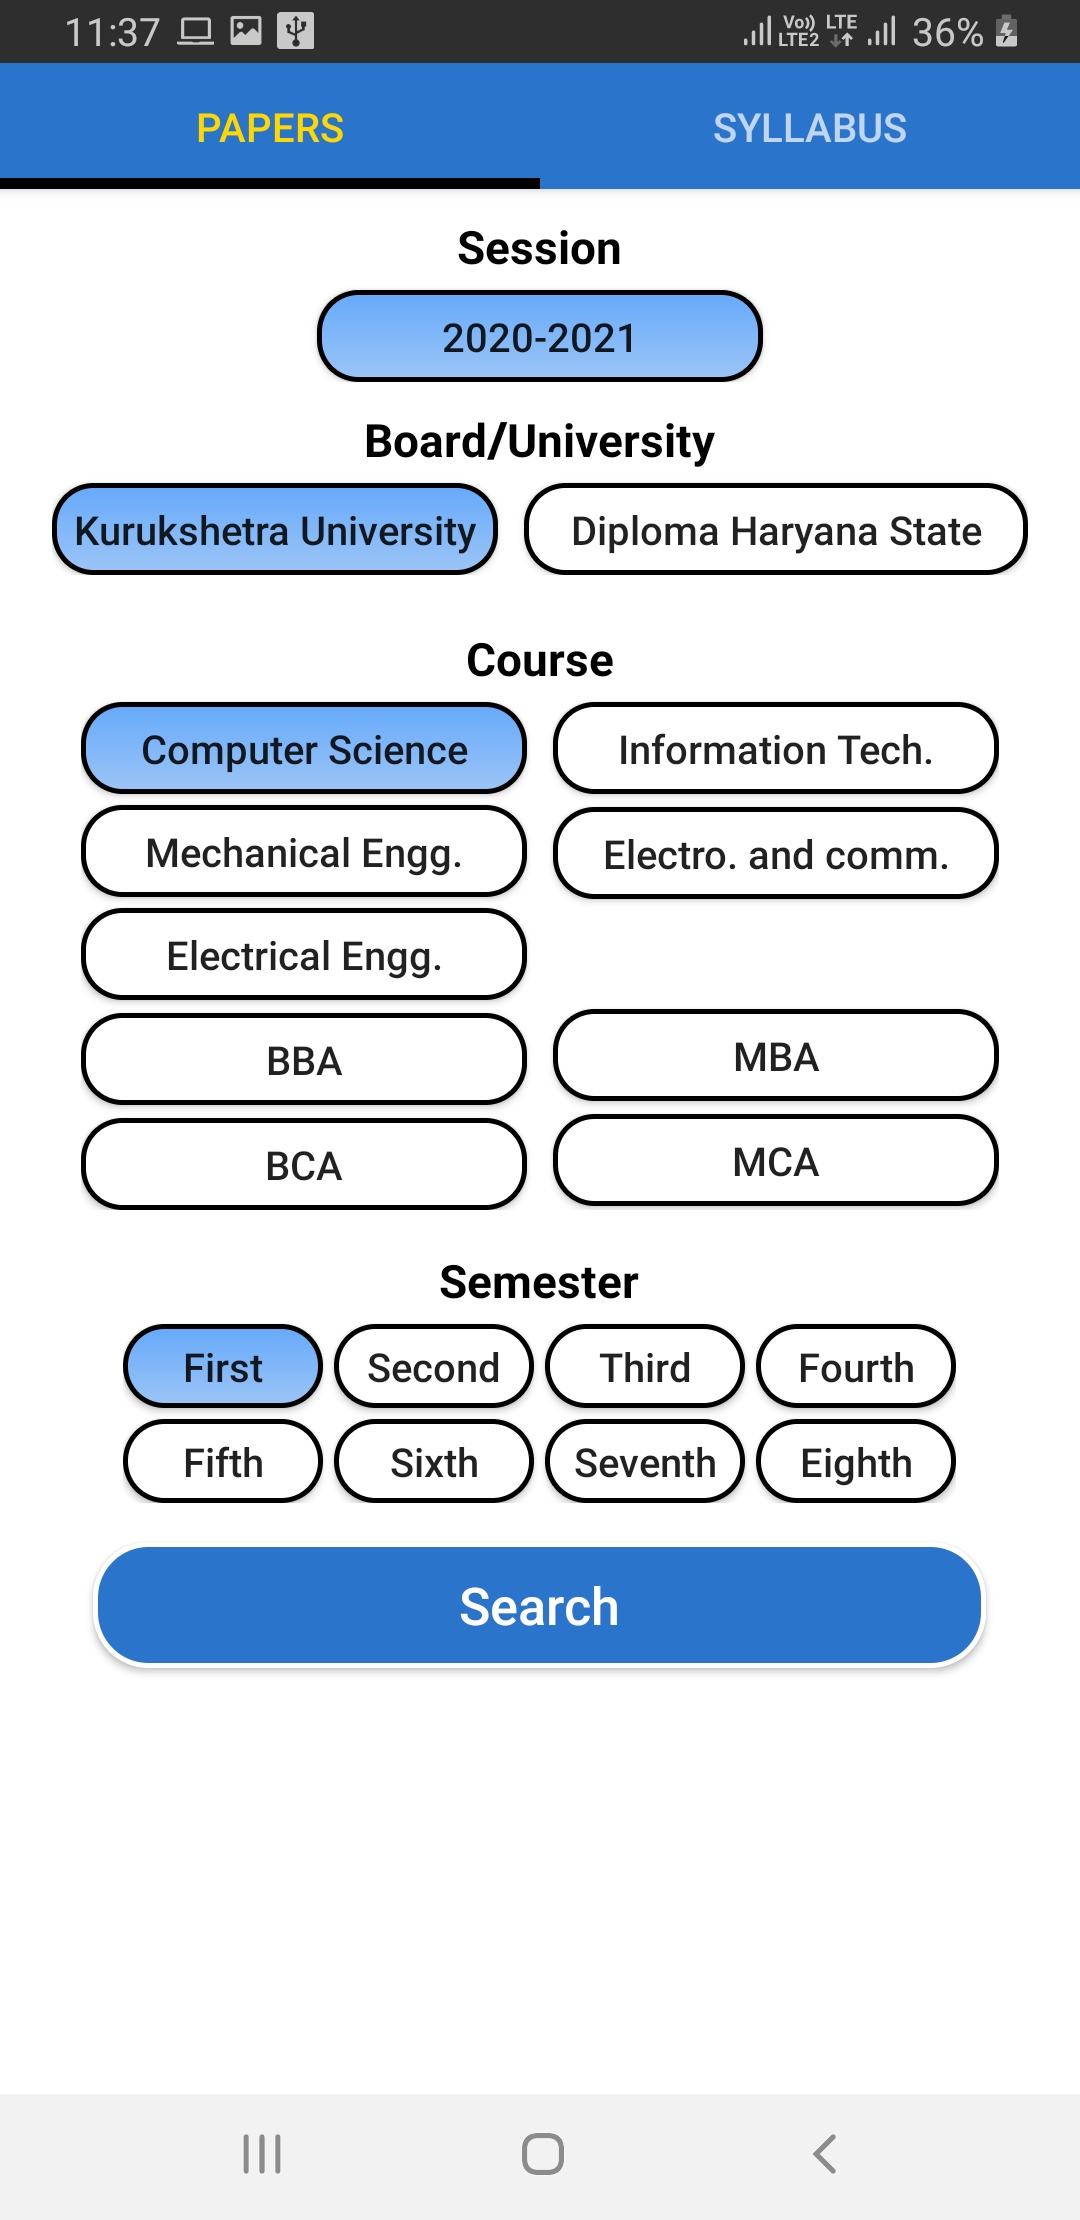 11:37 Vo)) LTE2 LTE 36%
PAPERS SYLLABUS
Session
2020-2021
Board/University
Kurukshetra University Diploma Haryana State
Course
Computer Science Information Tech.
Mechanical Engg. Electro. and comm.
Electrical Engg.
BBA MBA
BCA MCA
Semester
First Second Third Fourth
Fifth Sixth Seventh Eighth
Search